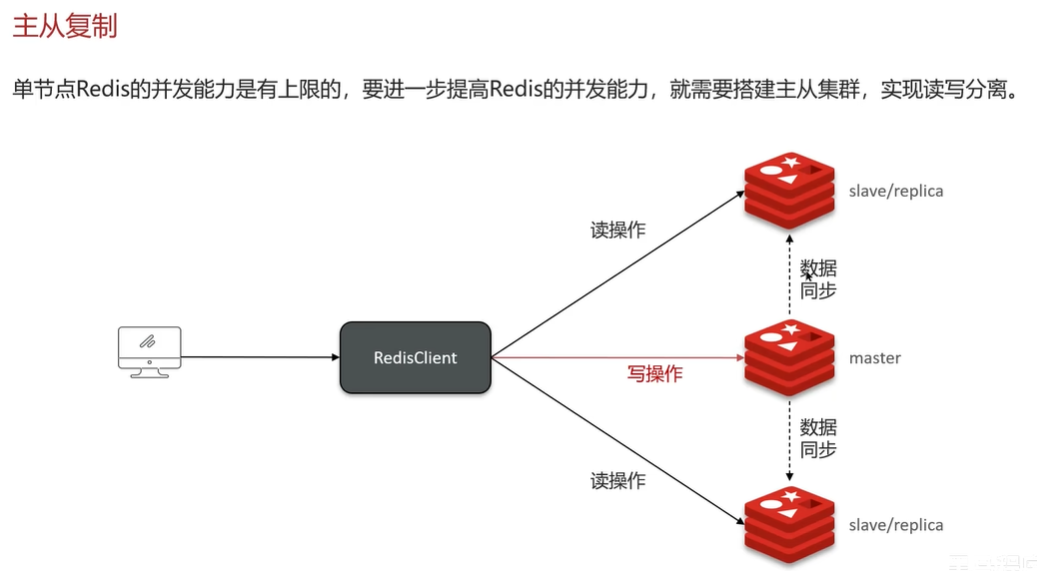 主从复制
单节点Redis的并发能力是有上限的，要进一步提高Redis的并发能力，就需要搭建主从集群，实现读写分离。
slave/replica
读操作
数据
同步
RedisClient
写操作
master
数据
同步
读操作
slave/replica